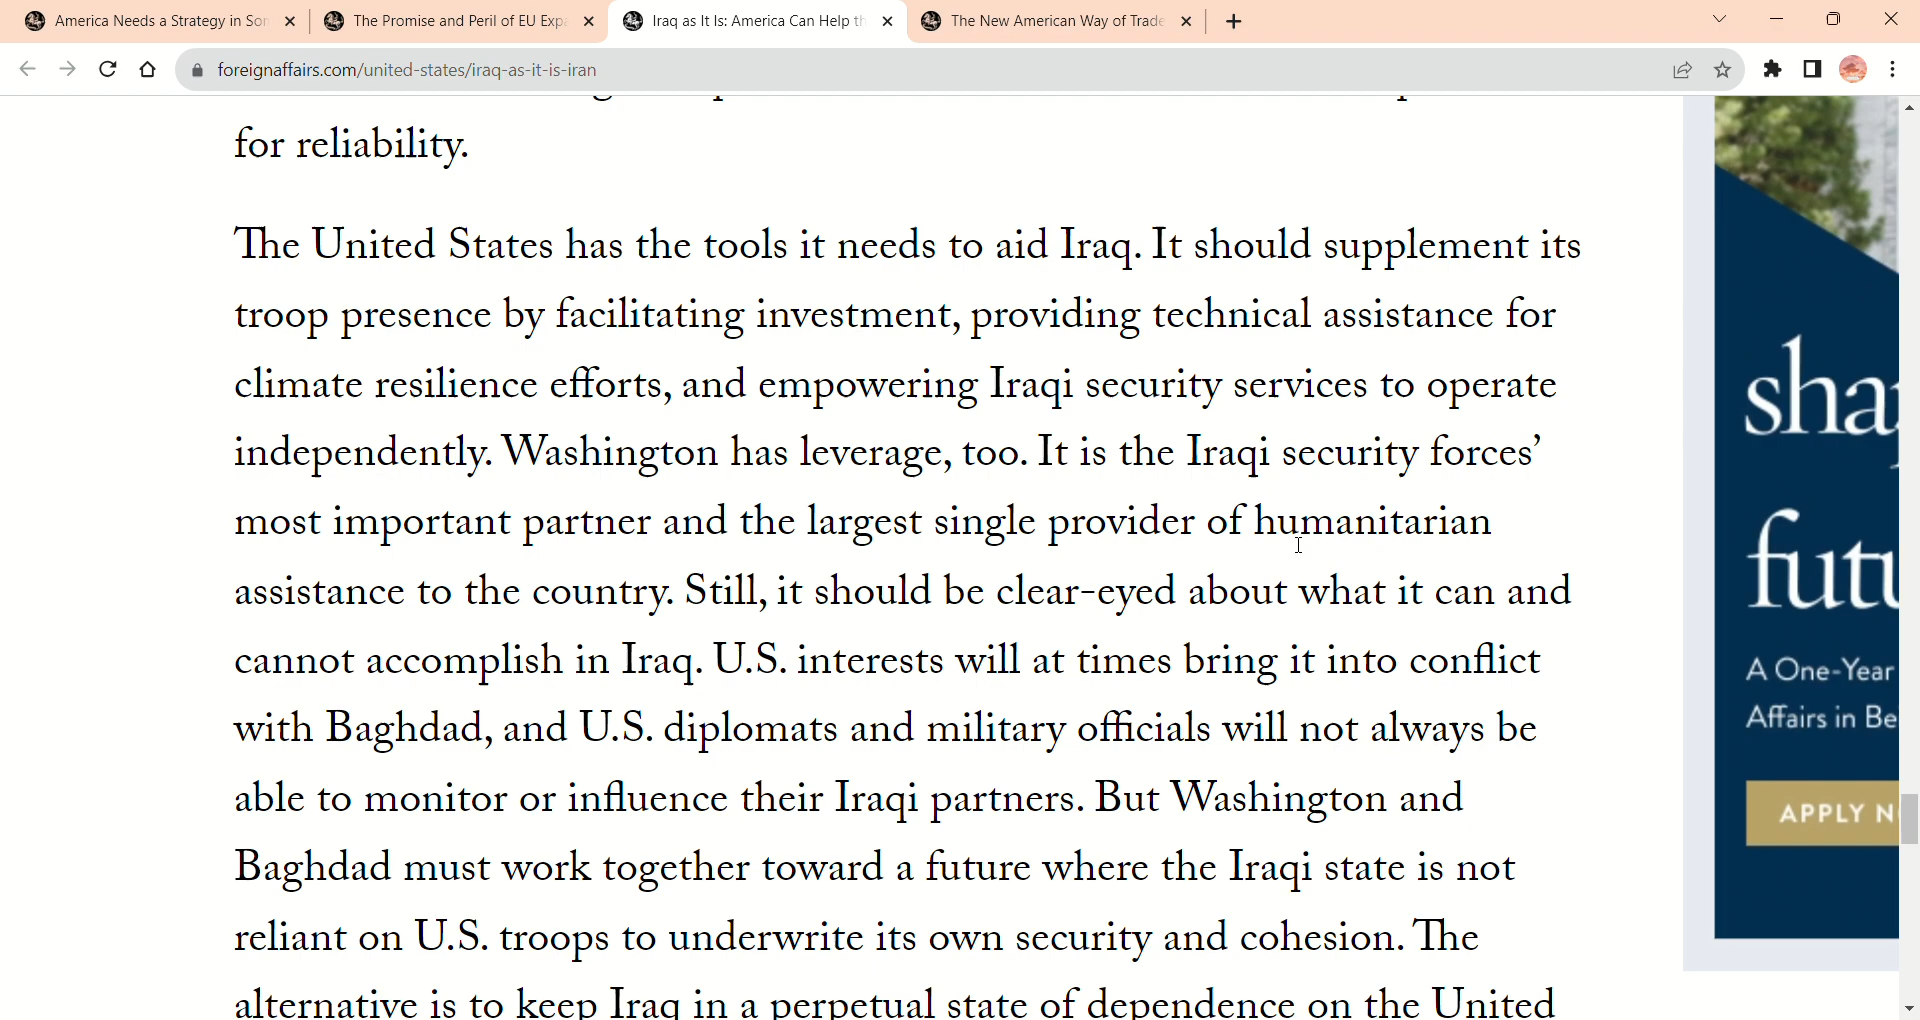 America Needs a Strategy in So
The Promise and Peril of EU Exp
Iraq as It Is: America Can Help th
The New American Way of Trade
foreignaffairs.com/united-states/iraq-as-it-is-iran
for reliability.
The United States has the tools it needs to aid Iraq. It should supplement its
troop presence by facilitating investment, providing technical assistance for
climate resilience efforts, and empowering Iraqi security services to operate
independently. Washington has leverage, too. It is the Iraqi security forces’
most important partner and the largest single provider of humanitarian
assistance to the country. Still, it should be clear-eyed about what it can and
cannot accomplish in Iraq. U.S. interests will at times bring it into conflict
with Baghdad, and U.S. diplomats and military officials will not always be
able to monitor or influence their Iraqi partners. But Washington and
Baghdad must work together toward a future where the Iraqi state is not
reliant on U.S. troops to underwrite its own security and cohesion. The
alternative is to keep Iraq in a perpetual state of dependence on the United
sha
futu
A One-Year
Affairs in Be
APPLY N